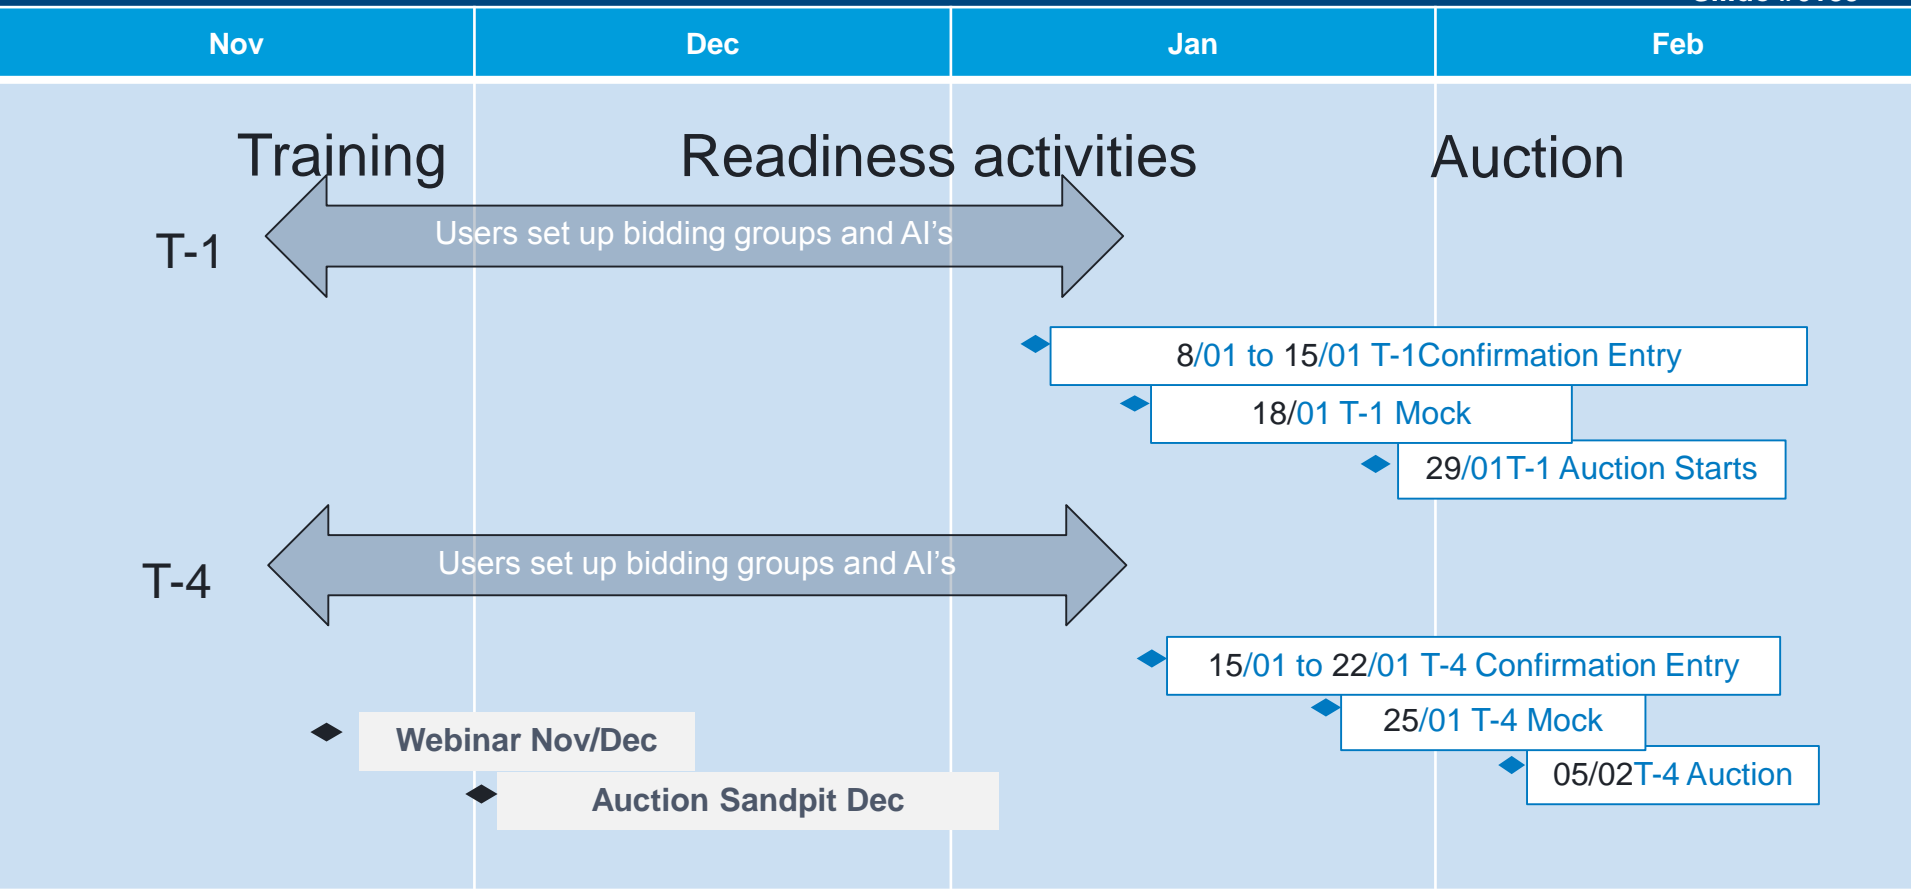 Nov
Dec
Jan
Feb
Training
Readiness activities
Auction
T-1
Users set up bidding groups and AI's
8/01 to 15/01 T-1Confirmation Entry
18/01 T-1 Mock
29/01T-1 Auction Starts
T-4
Users set up bidding groups and AI's
15/01 to 22/01 T-4 Confirmation Entry
25/01 T-4 Mock
Webinar Nov/Dec
05/02T-4 Auction
Auction Sandpit Dec